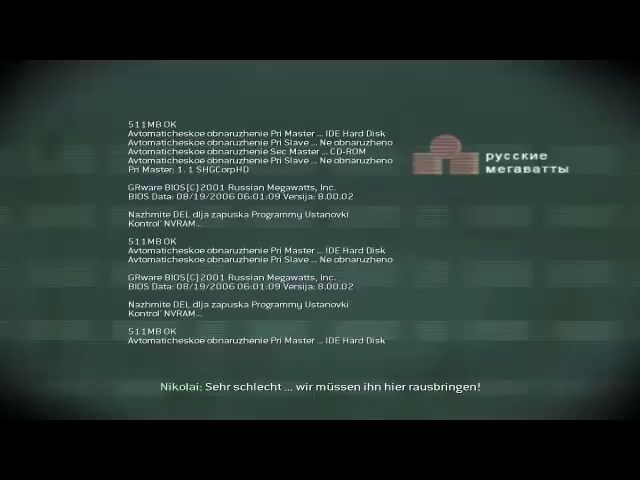 511MB OK
Avtomaticheskoe obnaruzhenie Pri Master ... IDE Hard Disk
Avtomaticheskoe obnaruzhenie Pri Slave ... Ne obnaruzheno
Avtomaticheskoe obnaruzhenie Sec Master ... CD-ROM
Avtomaticheskoe obnaruzhenie Pri Slave ... Ne obnaruzheno
Pri Master: 1. 1 SHGCorpHD
русские
мегаватты
GRware BIOS(C)2001 Russian Megawatts, Inc.
BIOS Data: 08/19/2006 06:01:09 Versija: 8.00.02
Nazhmite DEL dlja zapuska Programmy Ustanovki
Kontrol' NVRAM...
511MB OK
Avtomaticheskoe obnaruzhenie Pri Master ... IDE Hard Disk
Avtomaticheskoe obnaruzhenie Pri Slave ... Ne obnaruzheno
GRware BIOS(C)2001 Russian Megawatts, Inc.
BIOS Data: 08/19/2006 06:01:09 Versija: 8.00.02
Nazhmite DEL dlja zapuska Programmy Ustanovki
Kontrol' NVRAM...
511MB OK
Avtomaticheskoe obnaruzhenie Pri Master ... IDE Hard Disk
Nikolai: Sehr schlecht ... wir müssen ihn hier rausbringen!